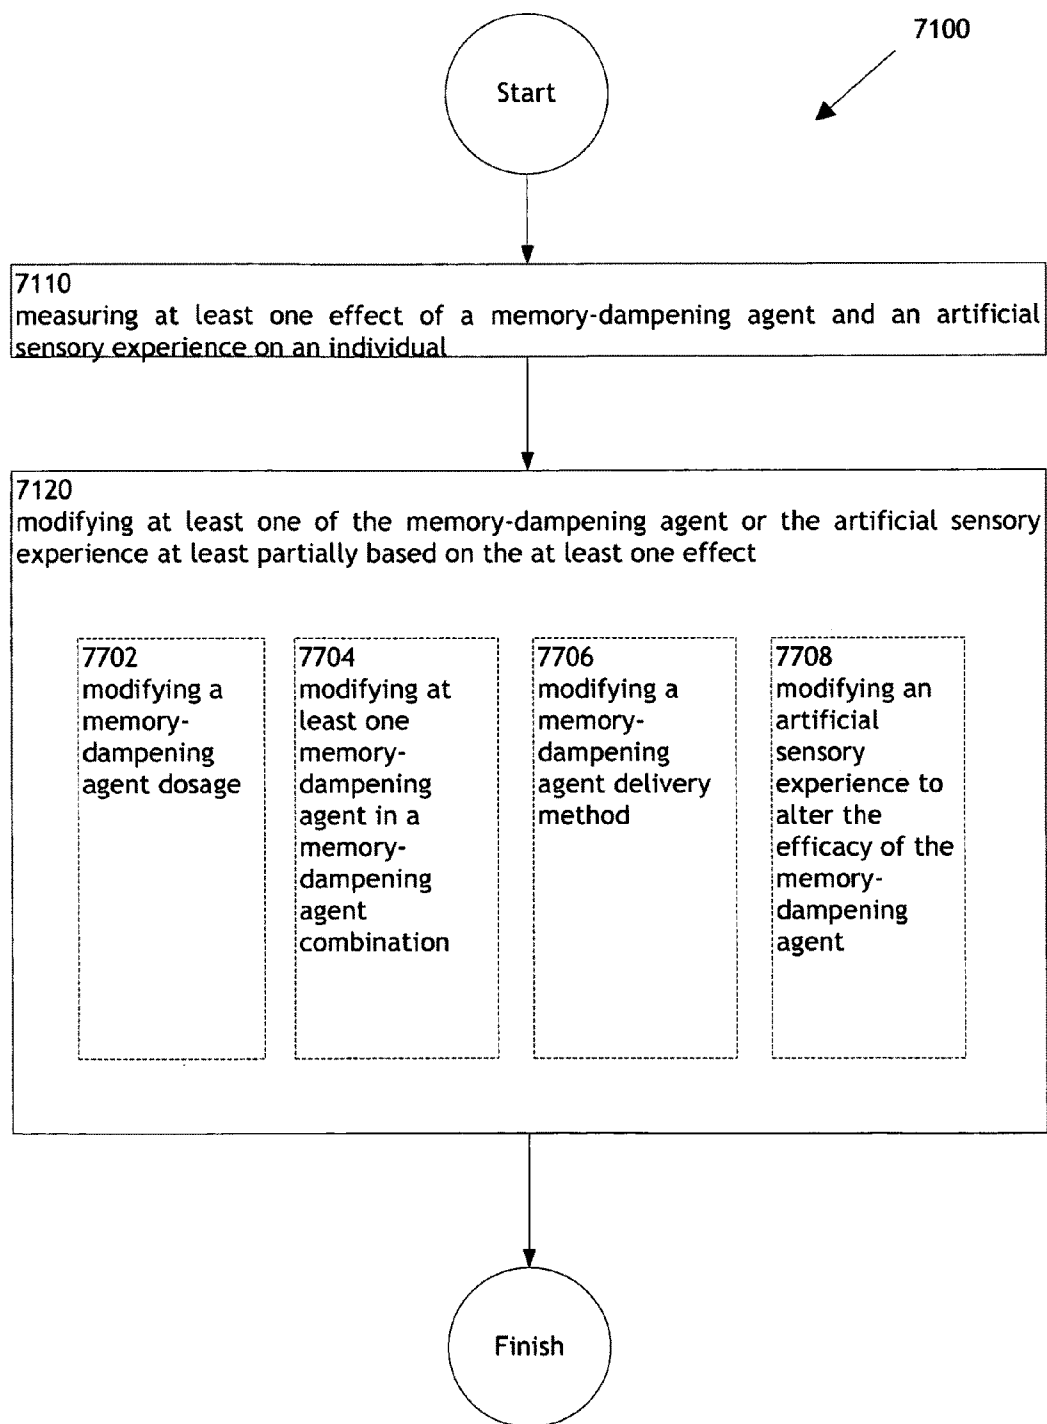 7100
Start
7110
measuring at least one effect of a memory-dampening agent and an artificial
sensory experience on an individual
7120
modifying at least one of the memory-dampening agent or the artificial sensory
experience at least partially based on the at least one effect
7702
modifying a
memory-
dampening
agent dosage
7704
modifying at
least one
memory-
dampening
agent in a
memory-
dampening
agent
combination
7706
modifying a
memory-
dampening
agent delivery
method
7708
modifying an
artificial
sensory
experience to
alter the
efficacy of the
memory-
dampening
agent
Finish